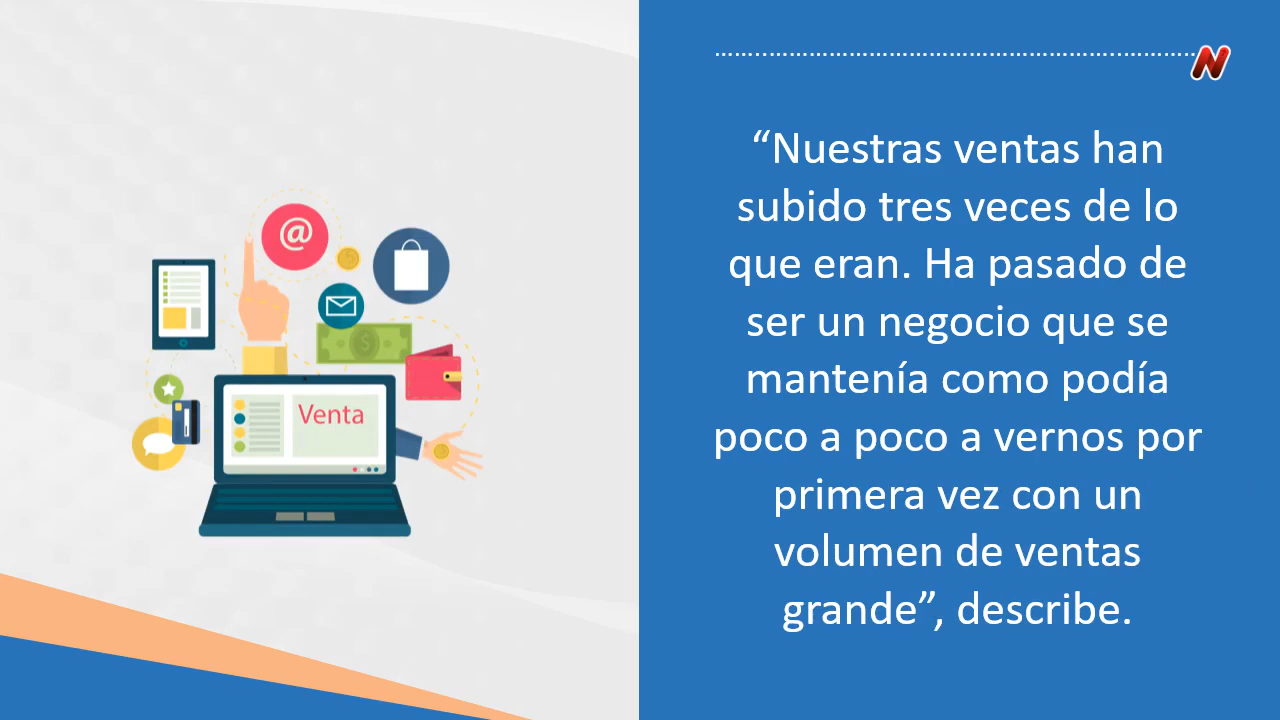 N
“Nuestras ventas han
subido tres veces de lo
que eran. Ha pasado de
ser un negocio que se
mantenía como podía
poco a poco a vernos por
primera vez con un
volumen de ventas
grande”, describe.
@
$
Venta